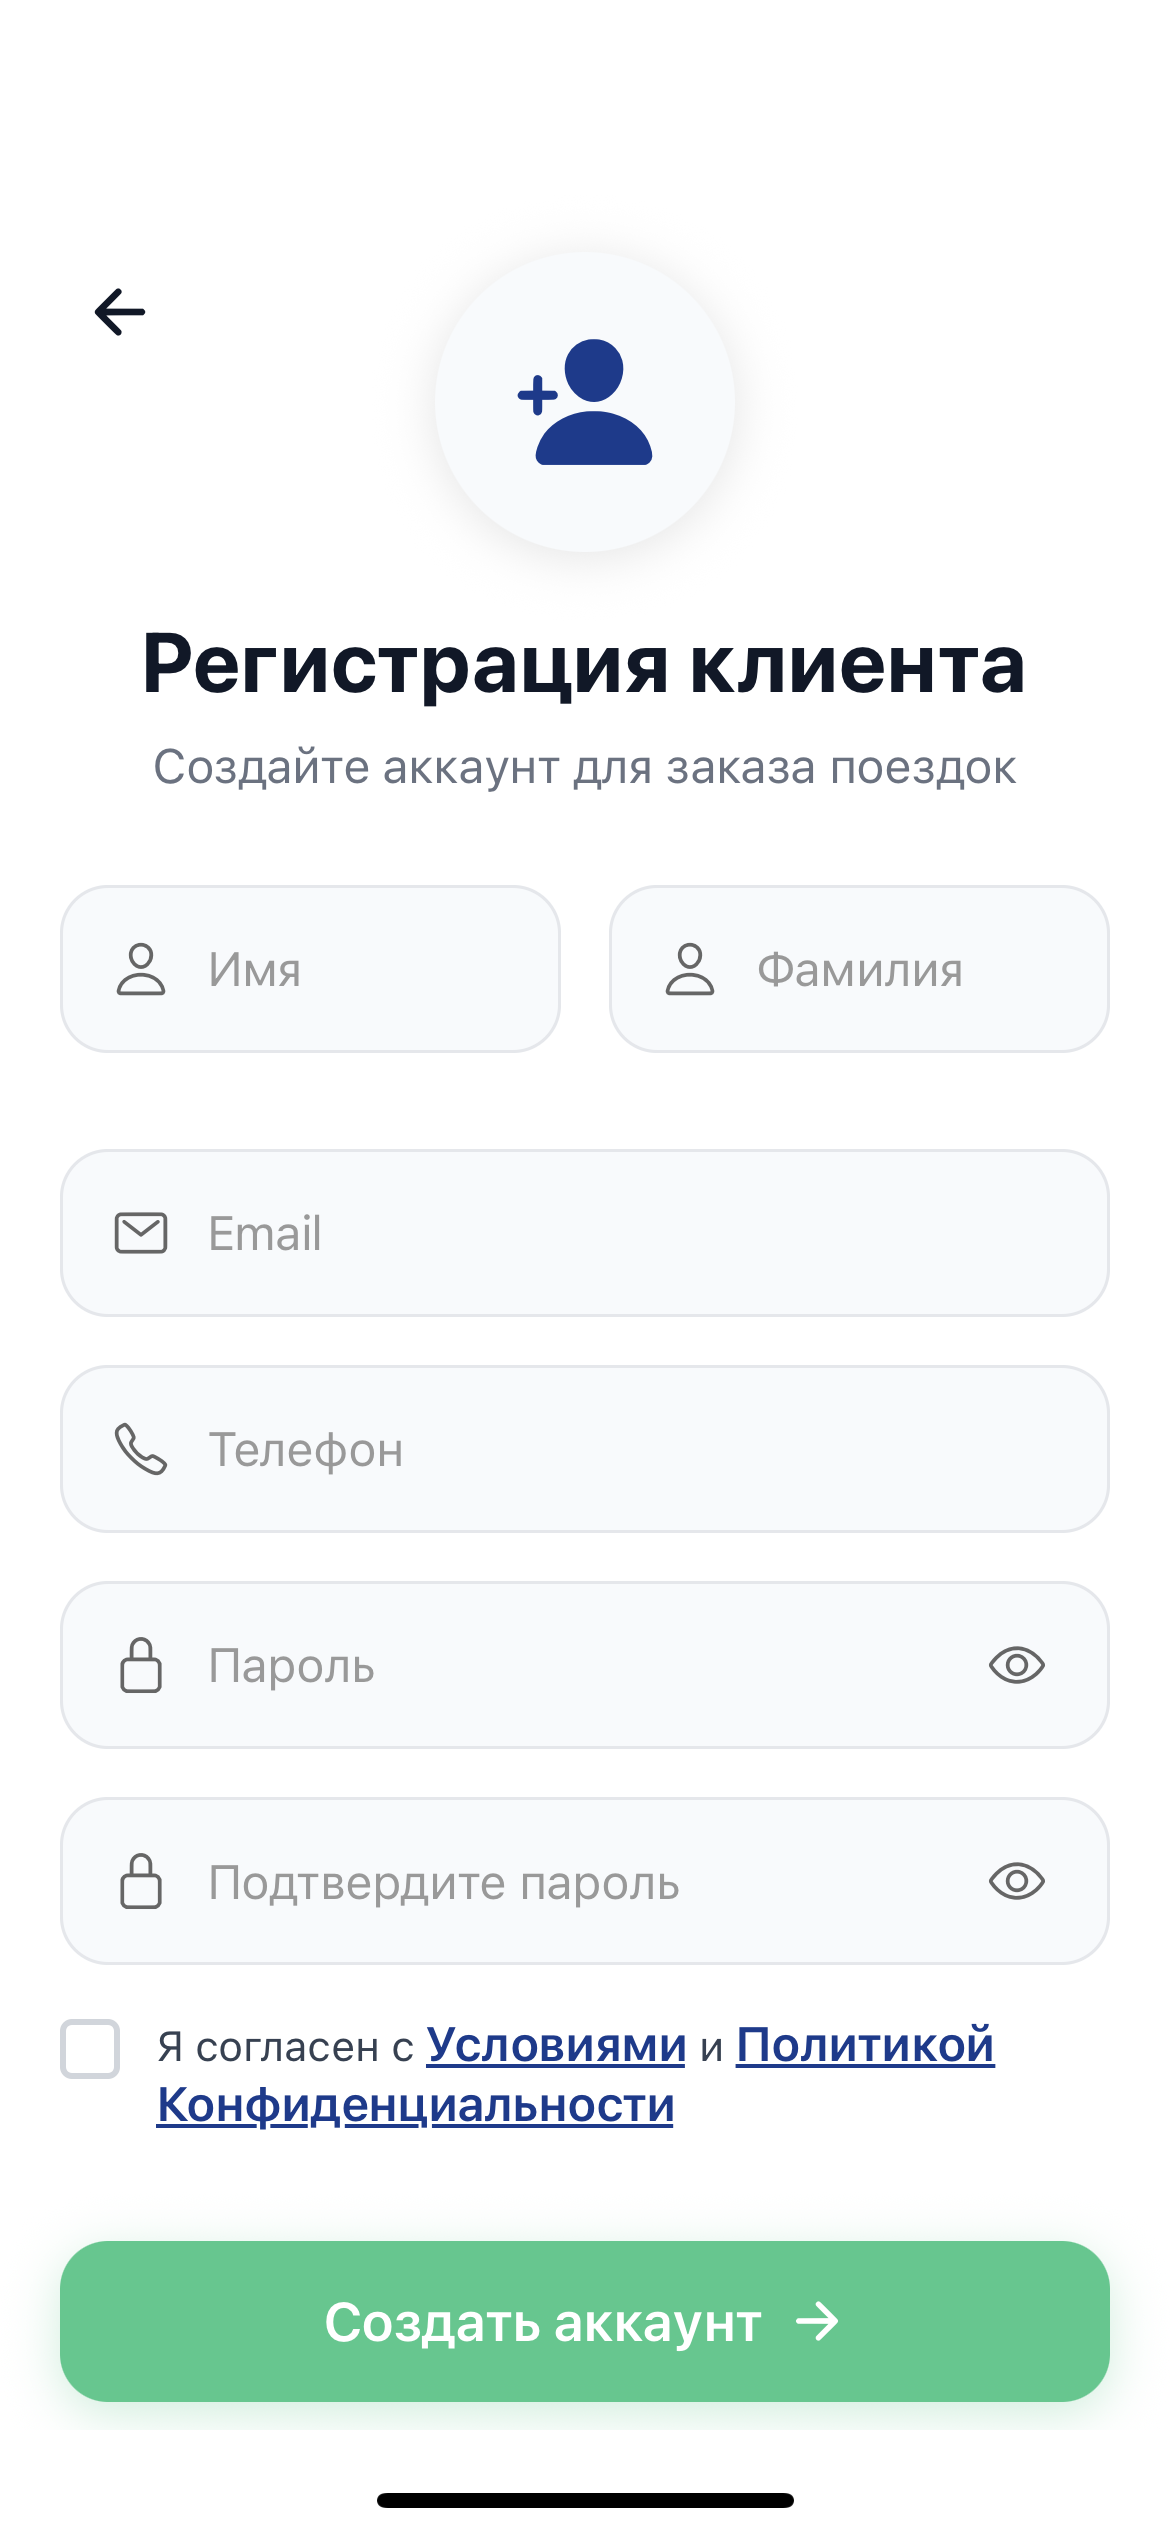 Регистрация клиента
Создайте аккаунт для заказа поездок
Имя
Фамилия
Email
Телефон
Пароль
Подтвердите пароль
Я согласен с Условиями и Политикой
Конфиденциальности
Создать аккаунт →